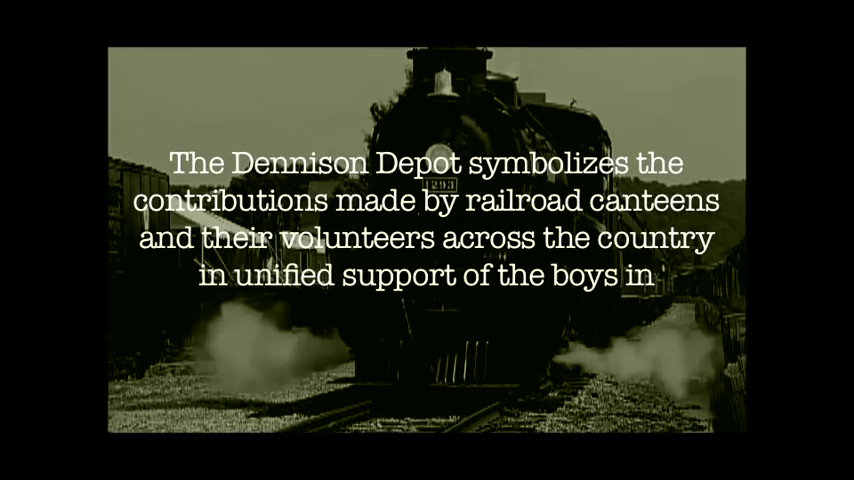 The Dennison Depot symbolizes the
contributions made by railroad canteens
and their volunteers across the country
in unified support of the boys in
1293